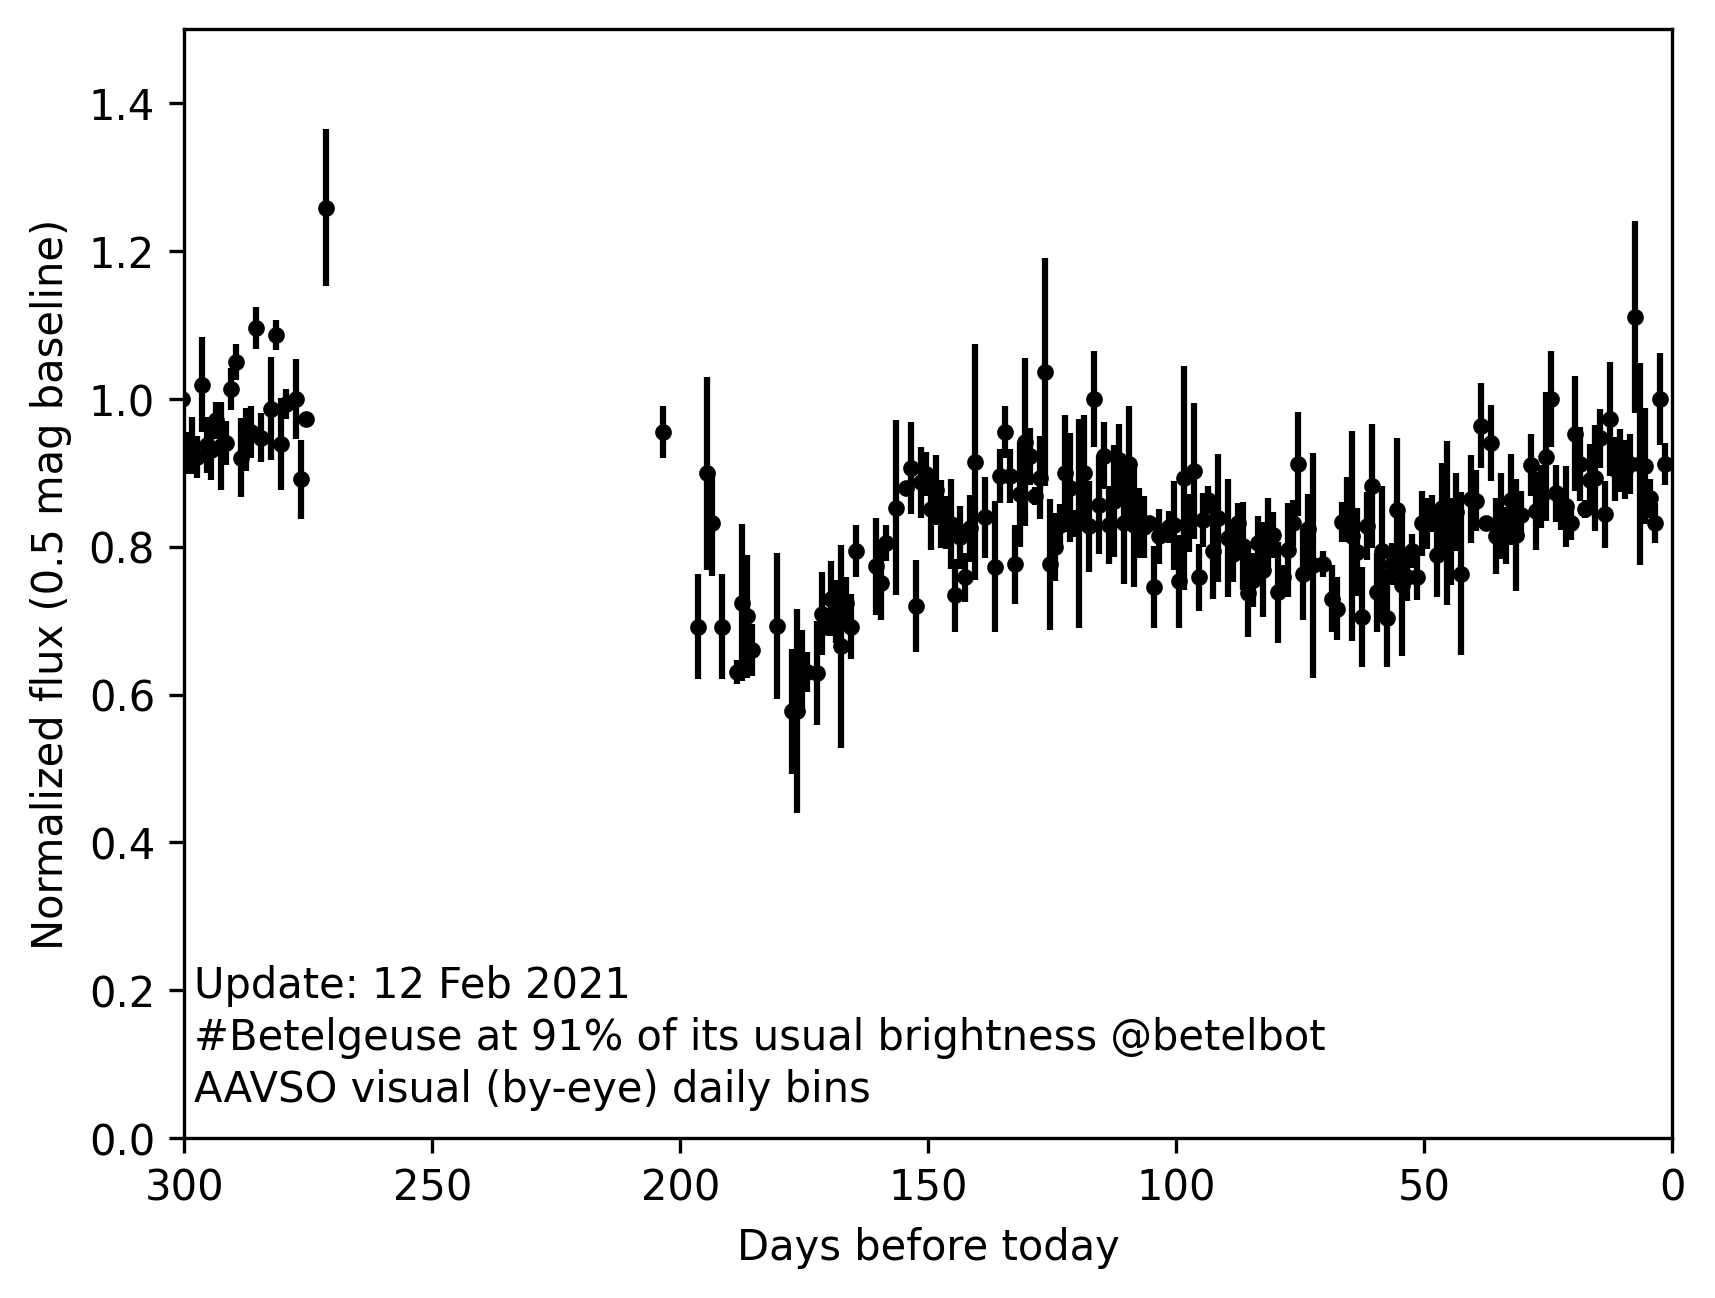 1.4
1.2
1.0
0.8
0.6
0.4
0.2
0.0
Normalized flux (0.5 mag baseline)
Update: 12 Feb 2021
#Betelgeuse at 91% of its usual brightness @betelbot
AAVSO visual (by-eye) daily bins
300 250 200 150 100 50 0
Days before today